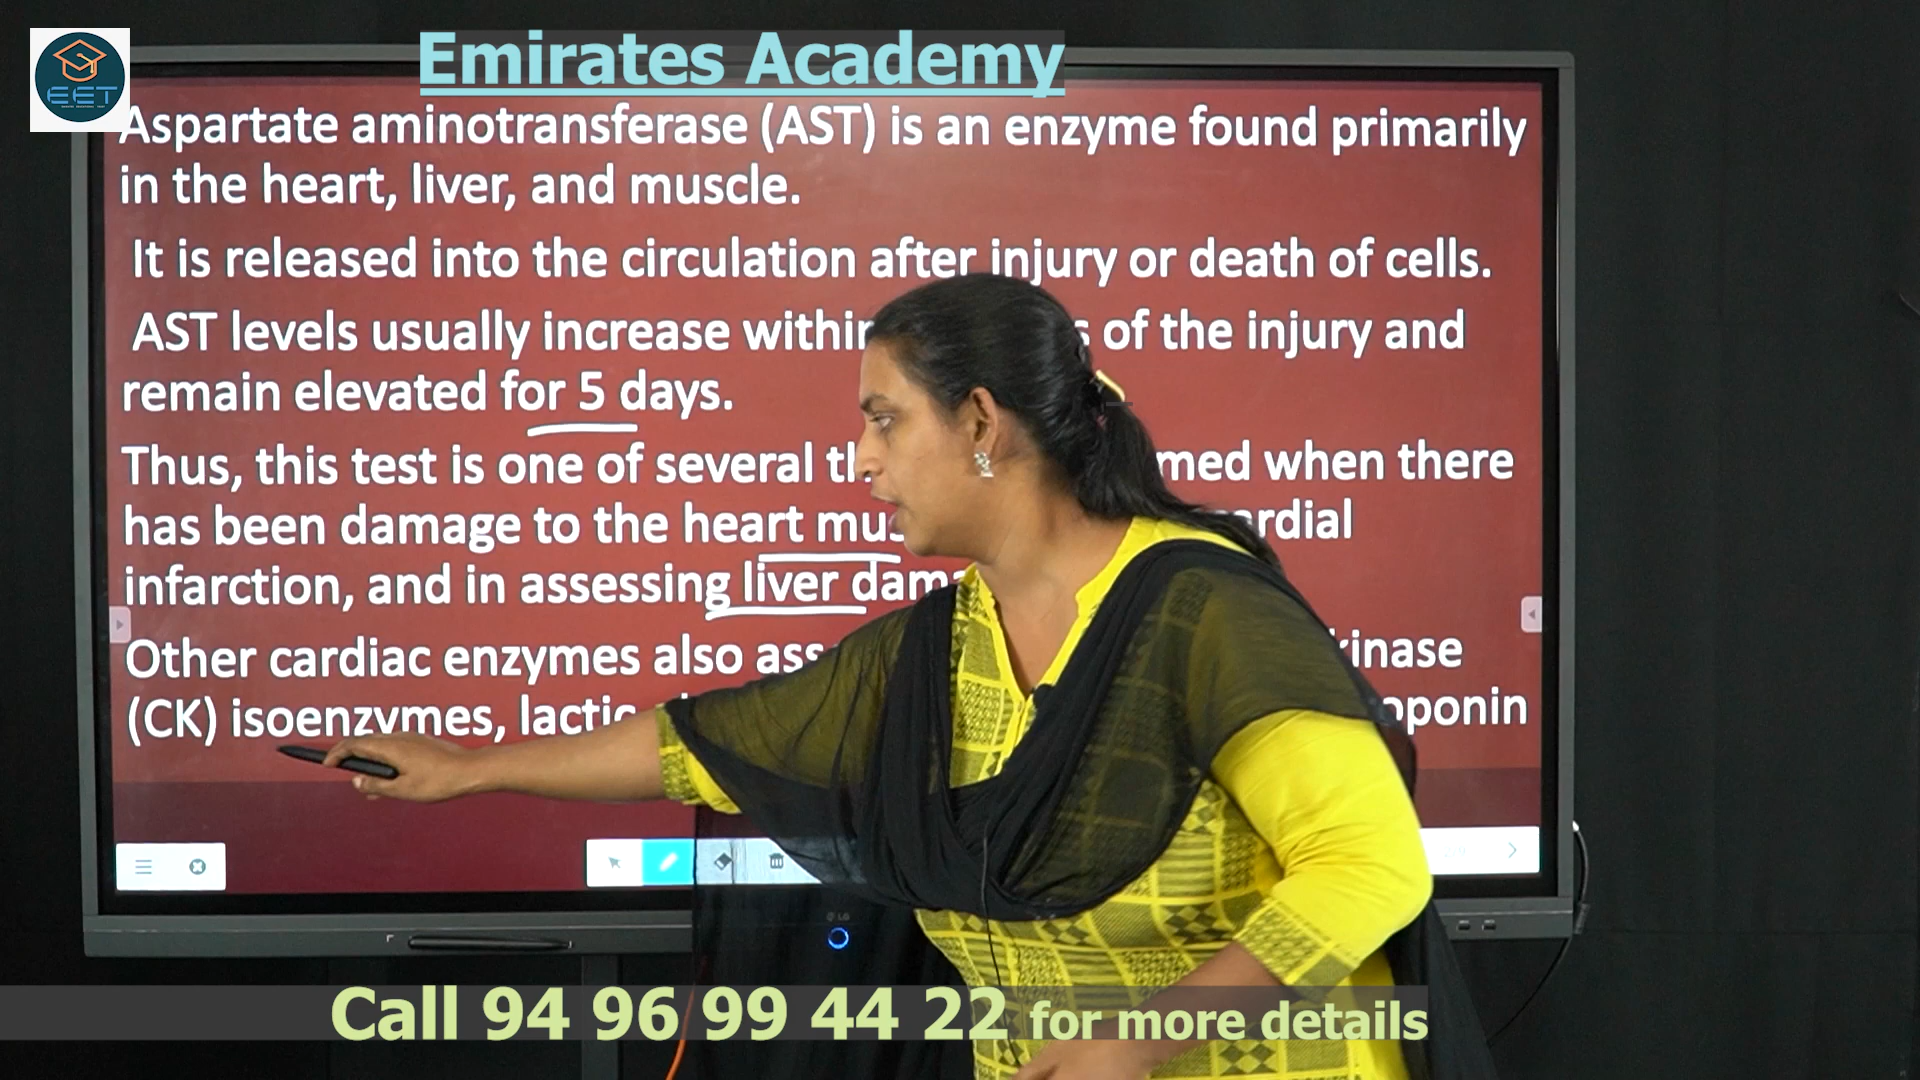 Emirates Academy
EET
Aspartate aminotransferase (AST) is an enzyme found primarily
in the heart, liver, and muscle.
It is released into the circulation after injury or death of cells.
AST levels usually increase within of the injury and
remain elevated for 5 days.
Thus, this test is one of several when there
has been damage to the heart
infarction, and in assessing liver
Other cardiac enzymes also
(CK) isoenzymes, lactic
LG
Call 94 96 99 44 22 for more details